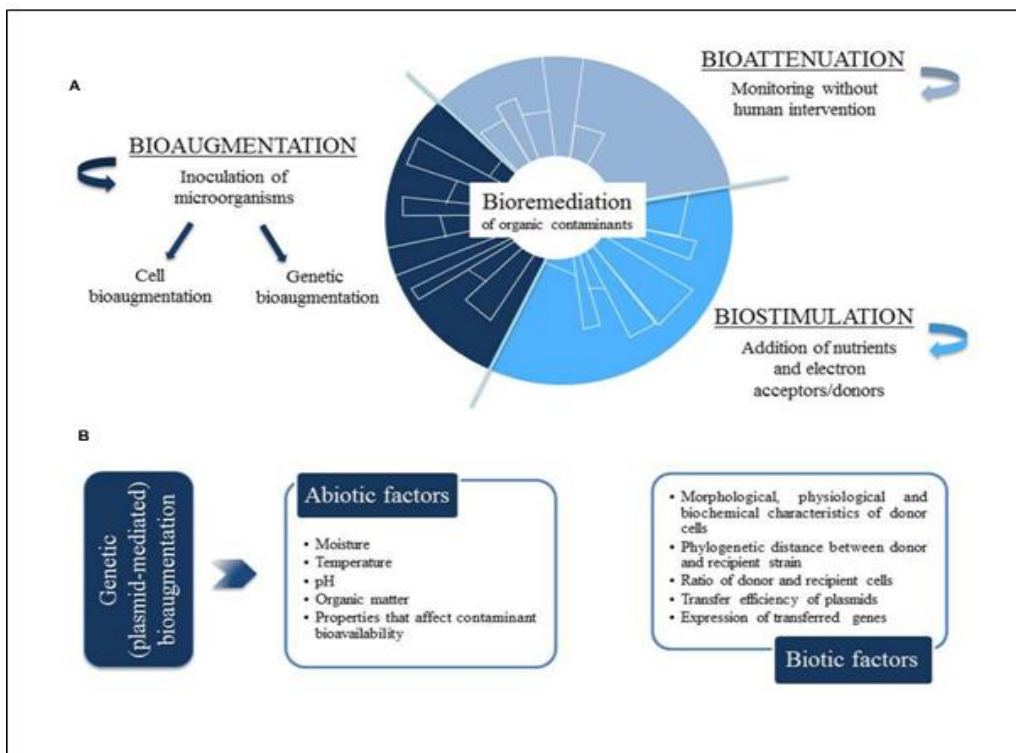 A
BIOAUGMENTATION
Inoculation of
microorganisms
Cell
bioaugmentation
Genetic
bioaugmentation
Bioremediation
of organic contaminants
BIOATTENUATION
Monitoring without
human intervention
BIOSTIMULATION
Addition of nutrients
and electron
acceptors/donors
B
Genetic
(plasmid-mediated)
bioaugmentation
Abiotic factors
• Moisture
• Temperature
• pH
• Organic matter
• Properties that affect contaminant
bioavailability
• Morphological, physiological and
biochemical characteristics of donor
cells
• Phylogenetic distance between donor
and recipient strain
• Ratio of donor and recipient cells
• Transfer efficiency of plasmids
• Expression of transferred genes
Biotic factors